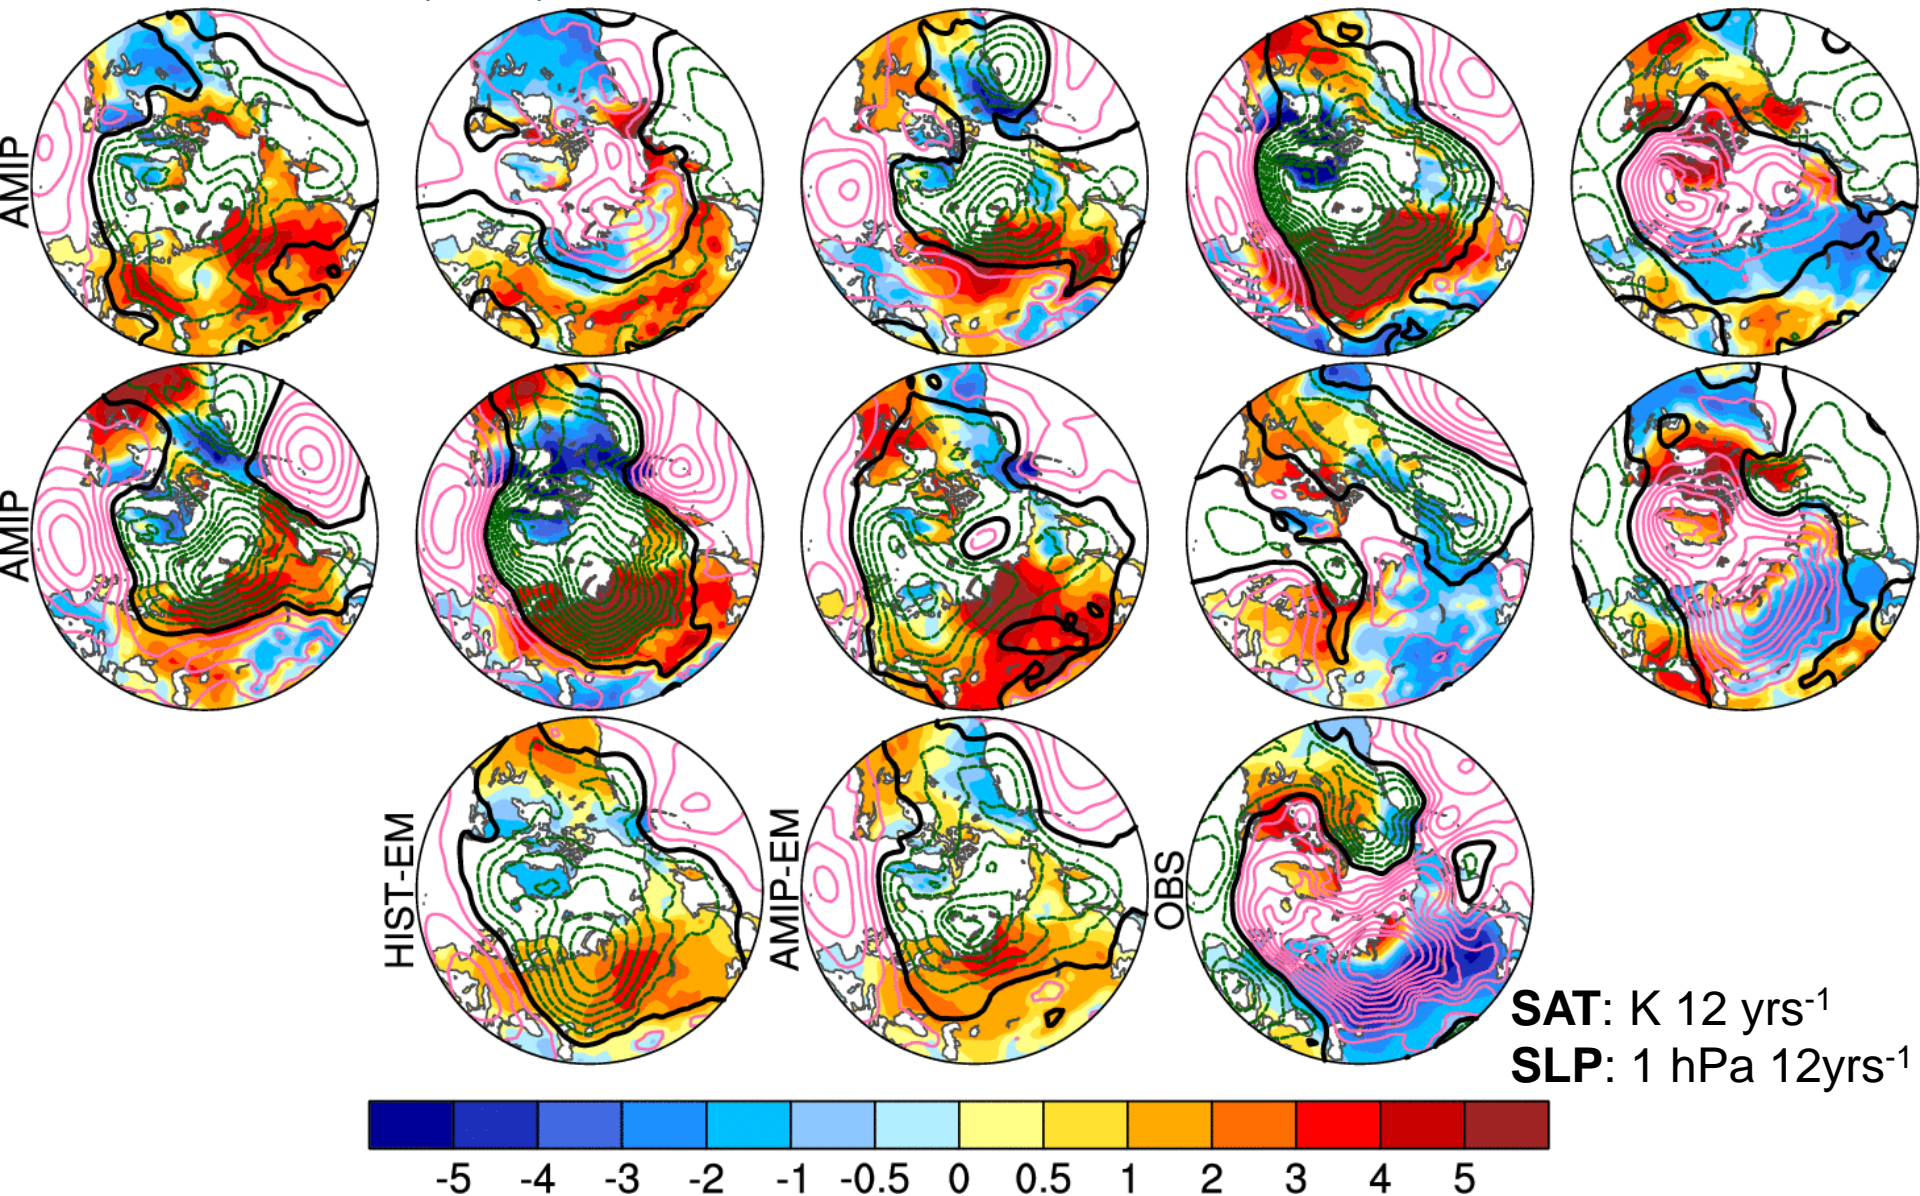 AMIP
AMIP
HIST-EM
AMIP-EM
OBS
SAT: K 12 yrs-1
SLP: 1 hPa 12yrs-1
-5 -4 -3 -2 -1 -0.5 0 0.5 1 2 3 4 5